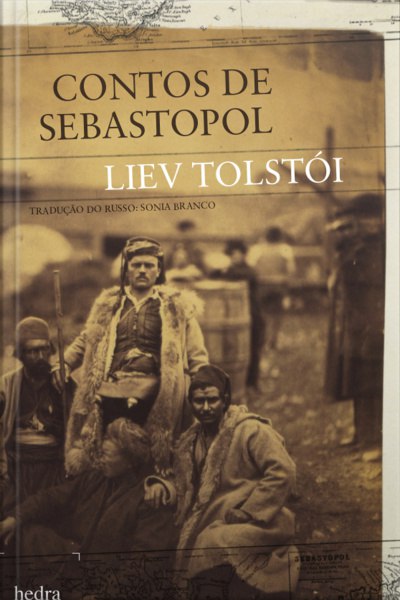 CONTOS DE
SEBASTOPOL
LIEV TOLSTÓI
TRADUÇÃO DO RUSSO: SONIA BRANCO
SEBASTOPOL
hedra